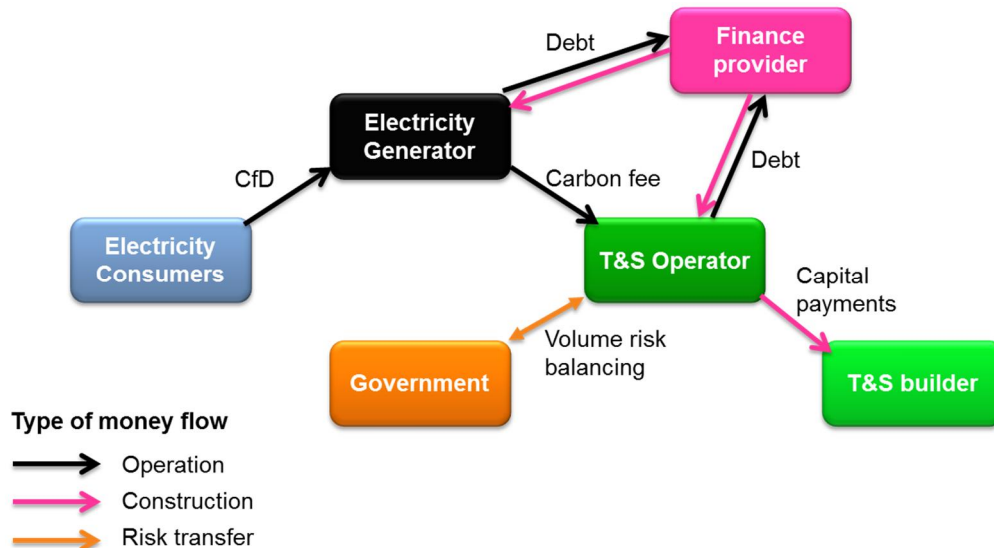 Debt
Finance
provider
Electricity
Generator
CfD
Carbon fee
Debt
Electricity
Consumers
T&S Operator
Capital
payments
Volume risk
balancing
Government
T&S builder
Type of money flow
Operation
Construction
Risk transfer